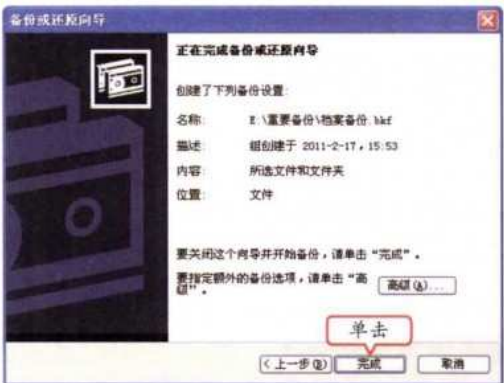 备份或还原向导
正在完成备份或还原向导
创建了下列备份设置:
名称: E:\重要备份\档案备份.bkf
描述: 组创建于 2011-2-17,15:53
内容: 所选文件和文件夹
位置: 文件
要关闭这个向导并开始备份,请单击“完成”。
要指定额外的备份选项,请单击“高
级”。
高级(A)...
单击
<上一步(B)
完成
取消